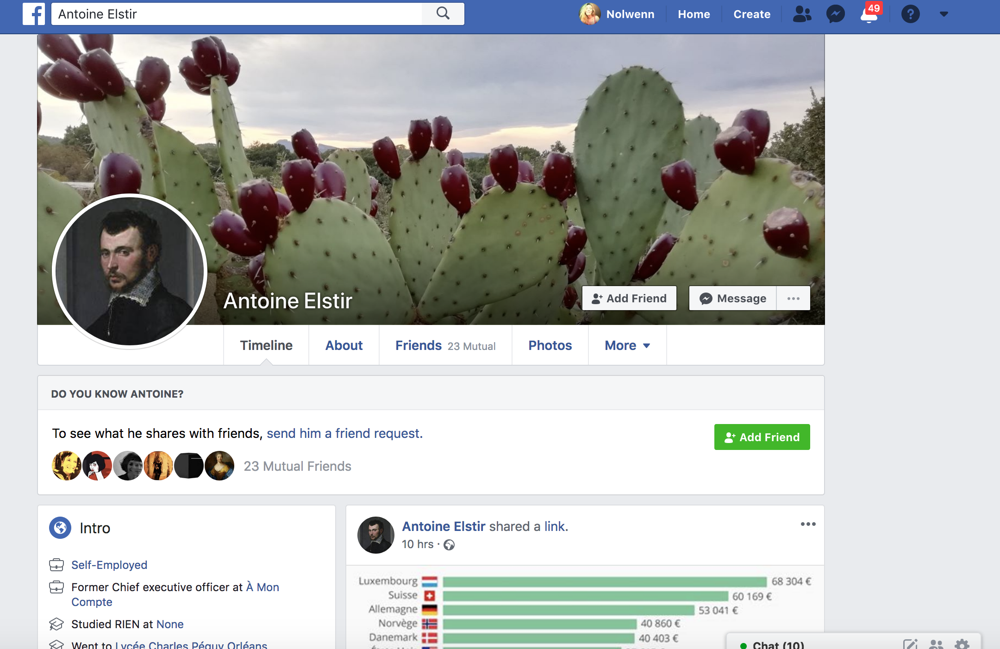 Antoine Elstir
Nolwenn
Home
Create
49
Antoine Elstir
Add Friend
Message
Timeline
About
Friends 23 Mutual
Photos
More
DO YOU KNOW ANTOINE?
To see what he shares with friends, send him a friend request.
Add Friend
23 Mutual Friends
Intro
Self-Employed
Former Chief executive officer at À Mon
Compte
Studied RIEN at None
Went to Lycée Charles Péguy Orléans
Antoine Elstir shared a link.
10 hrs ·
Luxembourg 68 304 €
Suisse 60 169 €
Allemagne 53 041 €
Norvège 40 860 €
Danemark 40 403 €
Chat (10)